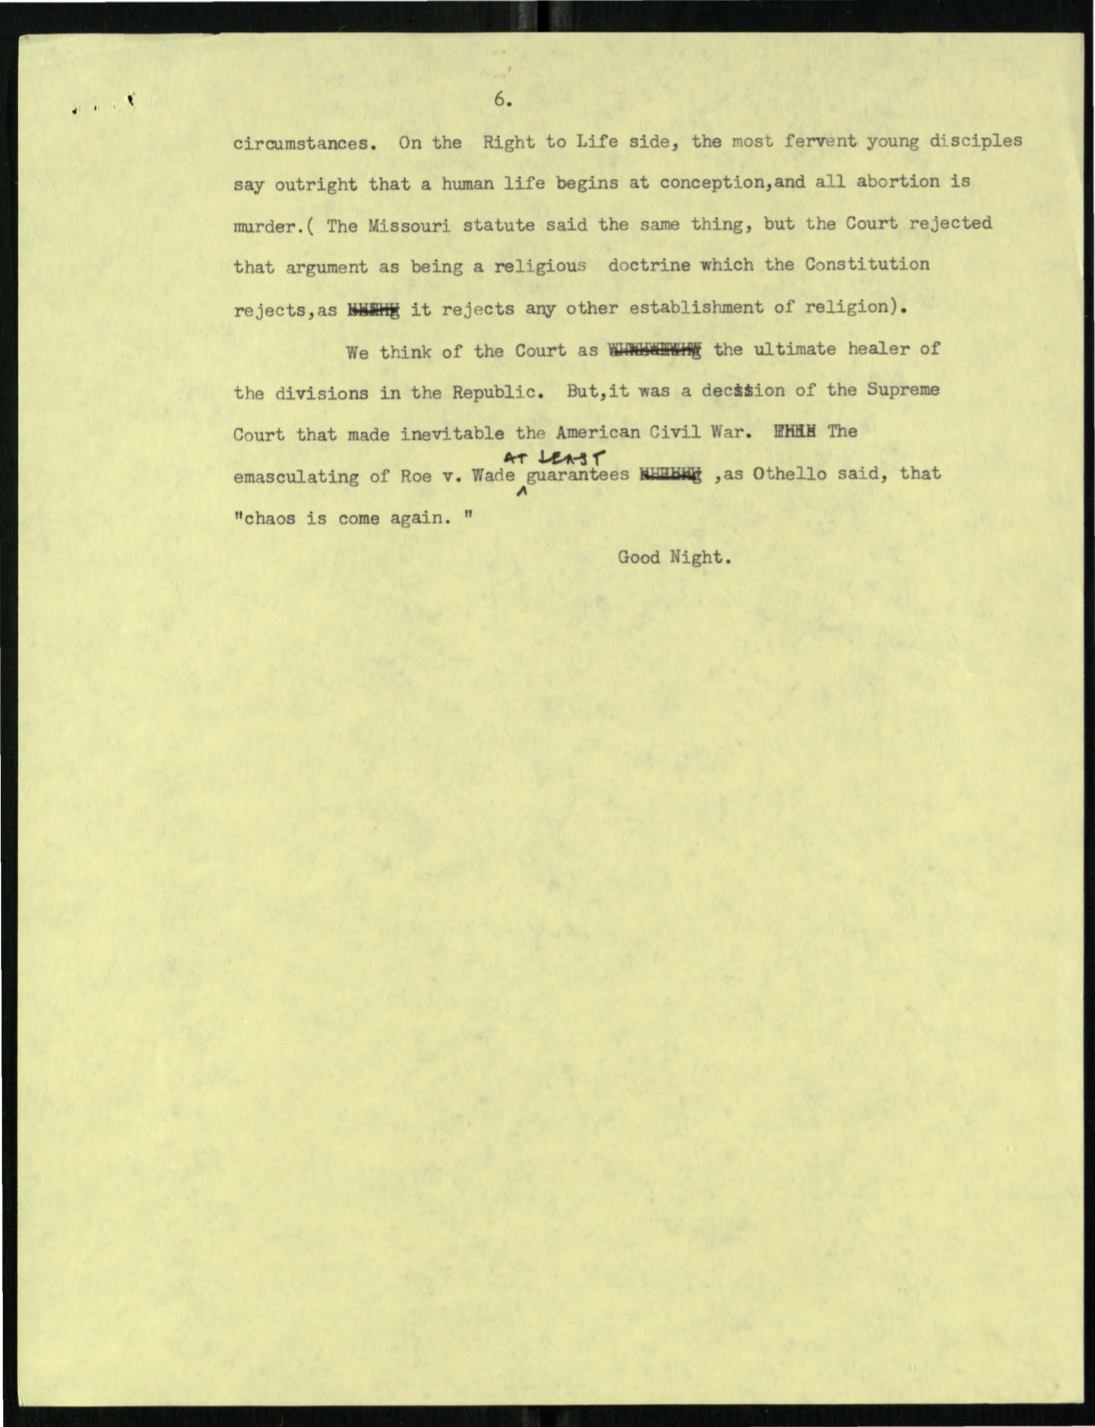 6.
circumstances. On the Right to Life side, the most fervent young disciples
say outright that a human life begins at conception,and all abortion is
murder.( The Missouri statute said the same thing, but the Court rejected
that argument as being a religious doctrine which the Constitution
rejects,as it rejects any other establishment of religion).
We think of the Court as the ultimate healer of
the divisions in the Republic. But,it was a decision of the Supreme
Court that made inevitable the American Civil War. The
AT LEAST
emasculating of Roe v. Wade guarantees ,as Othello said, that
"chaos is come again. "
Good Night.